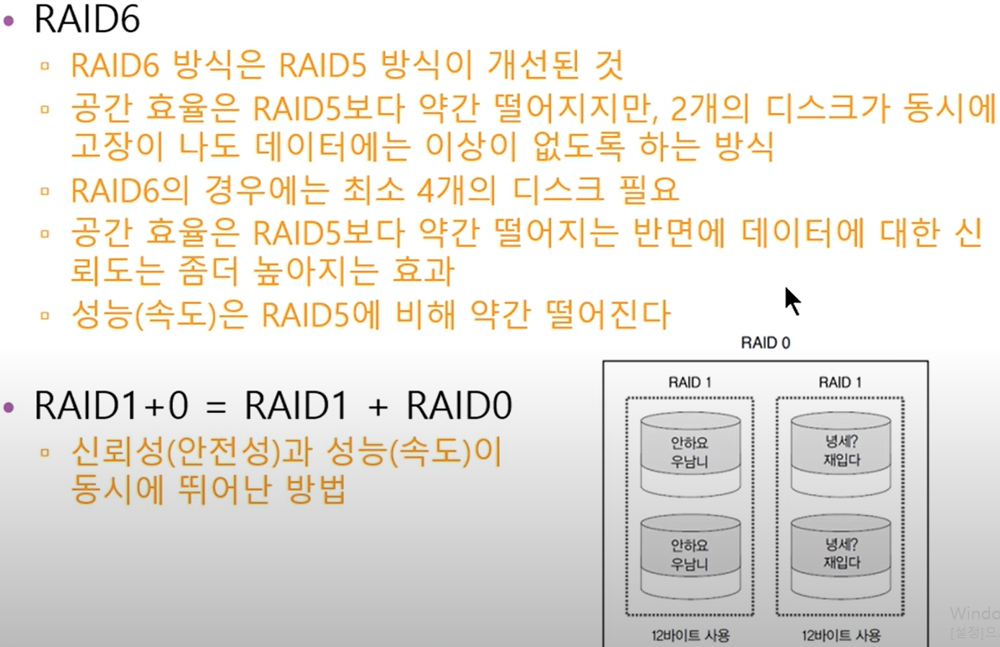 RAID6
RAID6 방식은 RAID5 방식이 개선된 것
공간 효율은 RAID5보다 약간 떨어지지만, 2개의 디스크가 동시에
고장이 나도 데이터에는 이상이 없도록 하는 방식
RAID6의 경우에는 최소 4개의 디스크 필요
공간 효율은 RAID5보다 약간 떨어지는 반면에 데이터에 대한 신
뢰도는 좀더 높아지는 효과
성능(속도)은 RAID5에 비해 약간 떨어진다
RAID1+0 = RAID1 + RAID0
신뢰성(안전성)과 성능(속도)이
동시에 뛰어난 방법
RAID 0
RAID 1
RAID 1
안하요
우남니
녕세?
재입다
안하요
우남니
녕세?
재입다
12바이트 사용
12바이트 사용
Windo
[설정]으